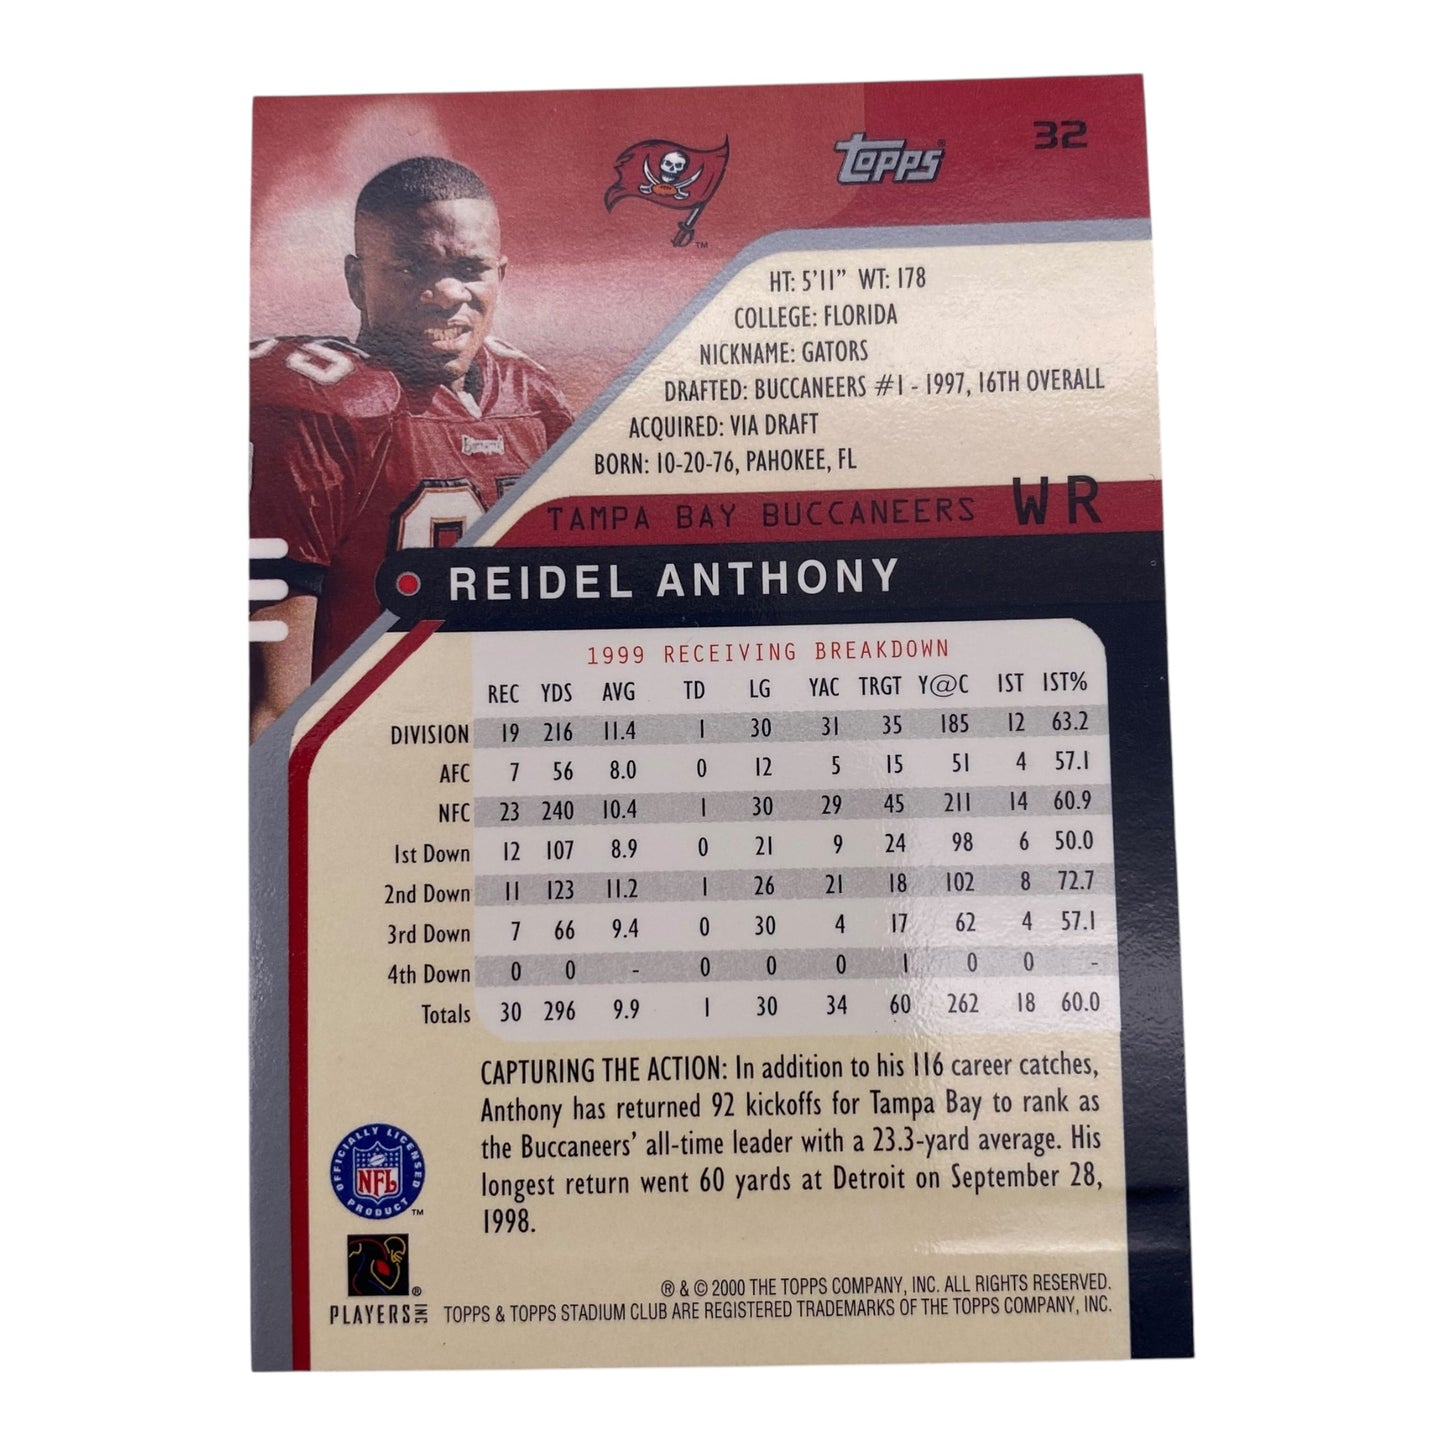 32
TOPPS
™
HT: 5'11" WT: 178
COLLEGE: FLORIDA
NICKNAME: GATORS
DRAFTED: BUCCANEERS #1 - 1997, 16TH OVERALL
ACQUIRED: VIA DRAFT
BORN: 10-20-76, PAHOKEE, FL
TAMPA BAY BUCCANEERS WR
REIDEL ANTHONY
1999 RECEIVING BREAKDOWN
REC YDS AVG TD LG YAC TRGT Y@C 1ST 1ST%
DIVISION 19 216 11.4 1 30 31 35 185 12 63.2
AFC 7 56 8.0 0 12 5 15 51 4 57.1
NFC 23 240 10.4 1 30 29 45 211 14 60.9
1st Down 12 107 8.9 0 21 9 24 98 6 50.0
2nd Down 11 123 11.2 1 26 21 18 102 8 72.7
3rd Down 7 66 9.4 0 30 4 17 62 4 57.1
4th Down 0 0 - 0 0 0 1 0 0 -
Totals 30 296 9.9 1 30 34 60 262 18 60.0
CAPTURING THE ACTION: In addition to his 116 career catches,
Anthony has returned 92 kickoffs for Tampa Bay to rank as
the Buccaneers' all-time leader with a 23.3-yard average. His
longest return went 60 yards at Detroit on September 28,
1998.
OFFICIALLY LICENSED
NFL
PRODUCT
™
PLAYERS INC ®
® & © 2000 THE TOPPS COMPANY, INC. ALL RIGHTS RESERVED.
TOPPS & TOPPS STADIUM CLUB ARE REGISTERED TRADEMARKS OF THE TOPPS COMPANY, INC.